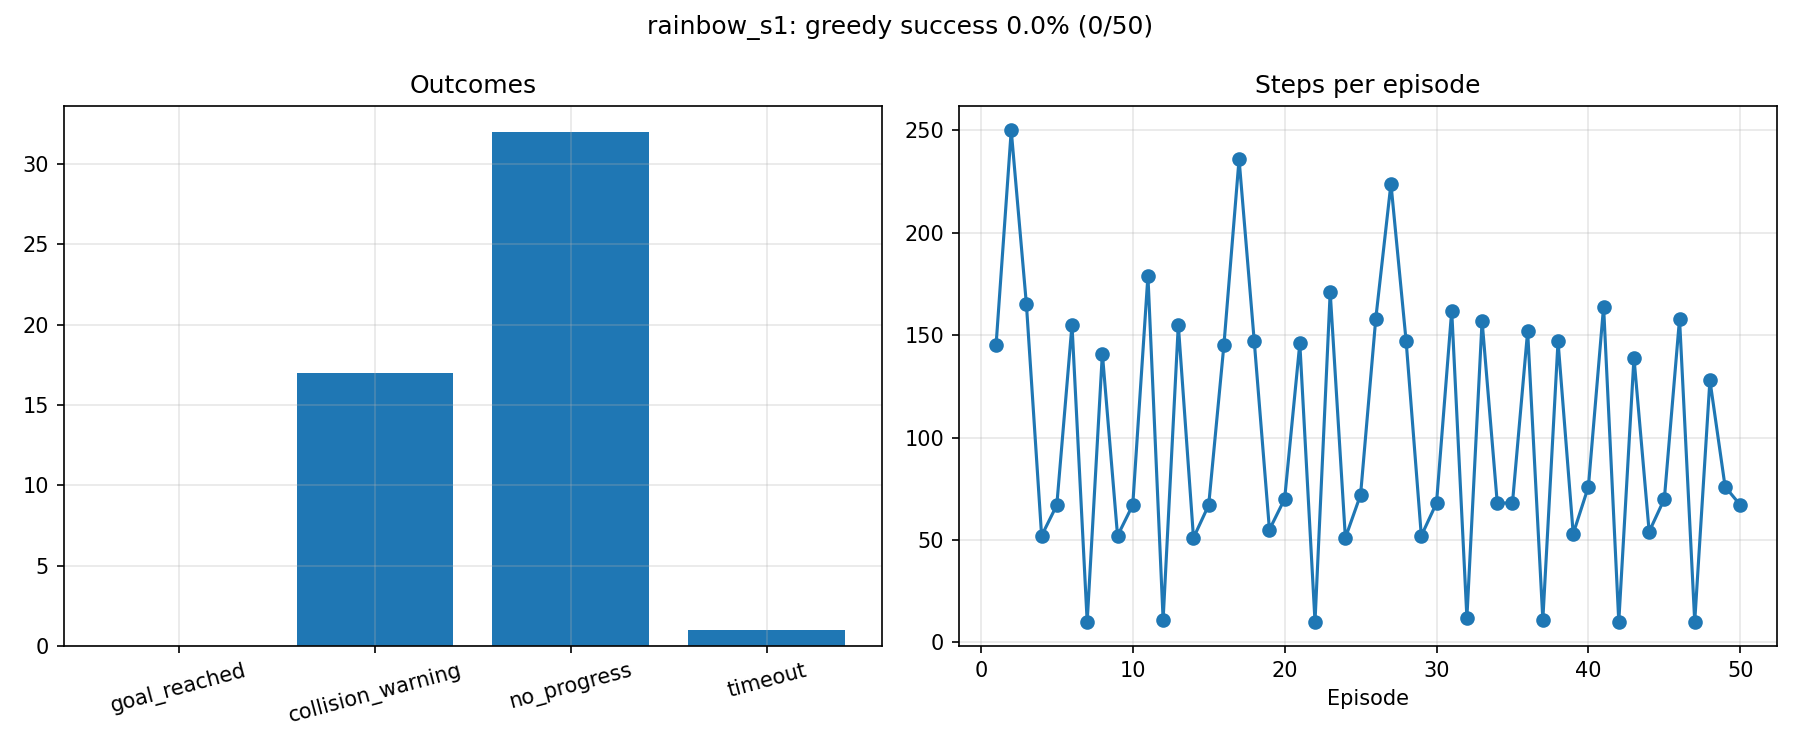 rainbow_s1: greedy success 0.0% (0/50)
Outcomes
30
25
20
15
10
5
0
goal_reached
collision_warning
no_progress
timeout
Steps per episode
250
200
150
100
50
0
0
10
20
30
40
50
Episode